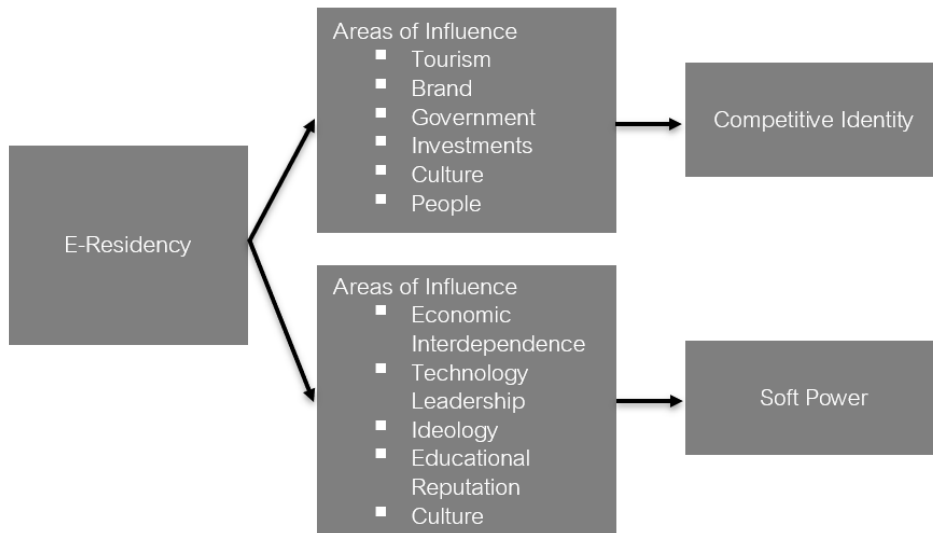 Areas of Influence
▪ Tourism
▪ Brand
▪ Government
▪ Investments
▪ Culture
▪ People
Competitive Identity
E-Residency
Areas of Influence
▪ Economic
Interdependence
▪ Technology
Leadership
▪ Ideology
▪ Educational
Reputation
▪ Culture
Soft Power